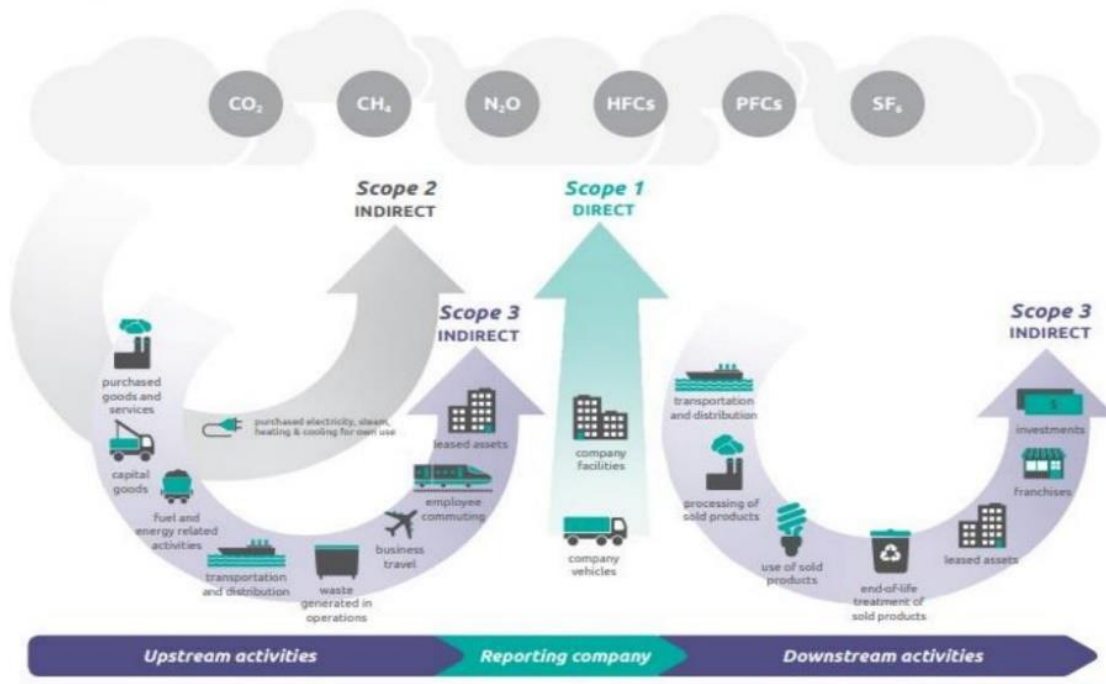 CO₂
CH₄
N₂O
HFCs
PFCs
SF₆
Scope 2
INDIRECT
Scope 1
DIRECT
Scope 3
INDIRECT
Scope 3
INDIRECT
purchased
goods and
services
capital
goods
fuel and
energy related
activities
transportation
and distribution
waste
generated in
operations
business
travel
employee
commuting
leased assets
purchased electricity, steam,
heating & cooling for own use
company
facilities
company
vehicles
transportation
and distribution
processing of
sold products
use of sold
products
end-of-life
treatment of
sold products
leased assets
franchises
$
investments
Upstream activities
Reporting company
Downstream activities